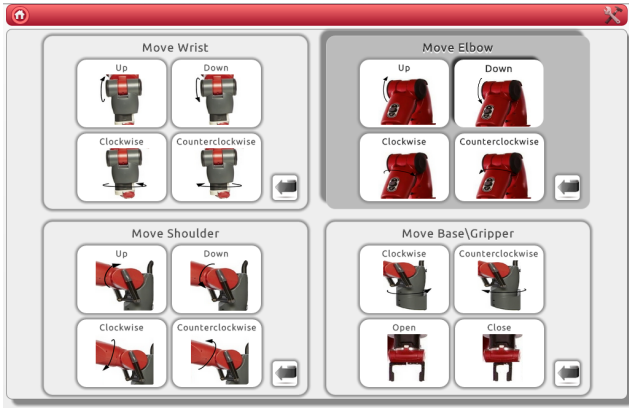 Move Wrist
Up
Down
Clockwise
Counterclockwise
Move Elbow
Up
Down
Clockwise
Counterclockwise
Move Shoulder
Up
Down
Clockwise
Counterclockwise
Move Base\Gripper
Clockwise
Counterclockwise
Open
Close